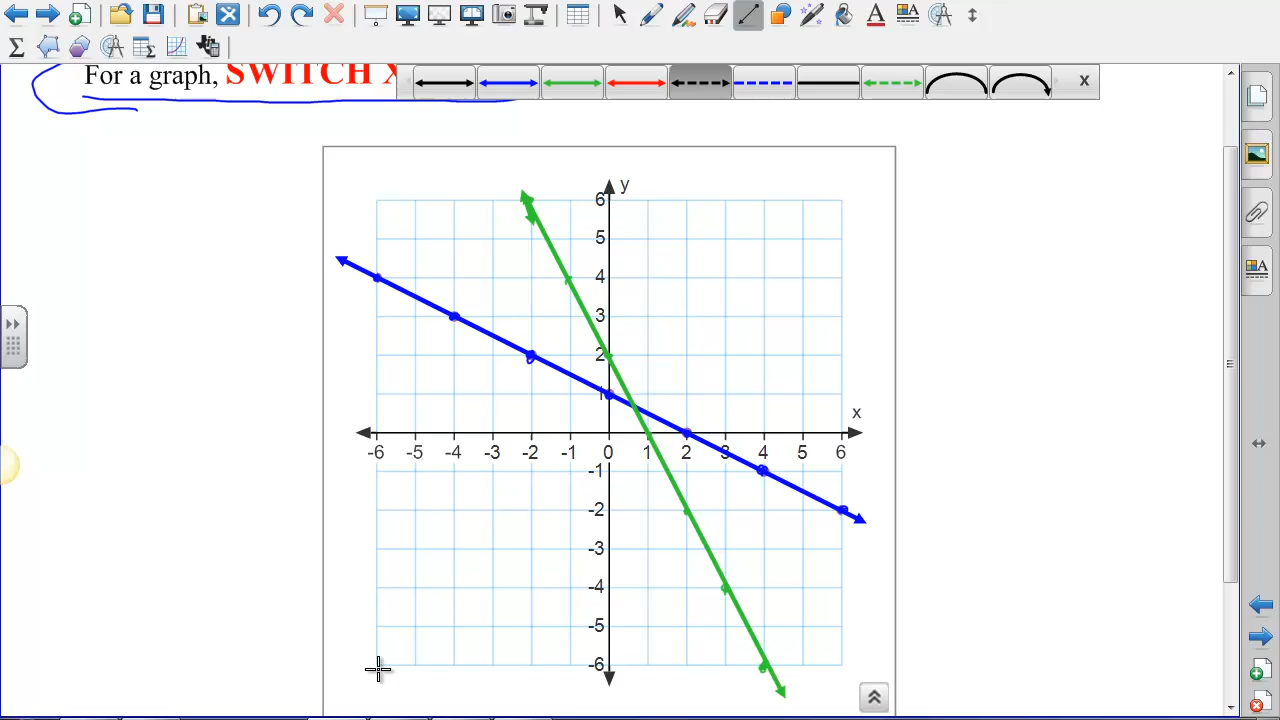 For a graph, SWITCH X
x
y
6
5
4
3
2
1
x
-6 -5 -4 -3 -2 -1 0 1 2 3 4 5 6
-1
-2
-3
-4
-5
-6